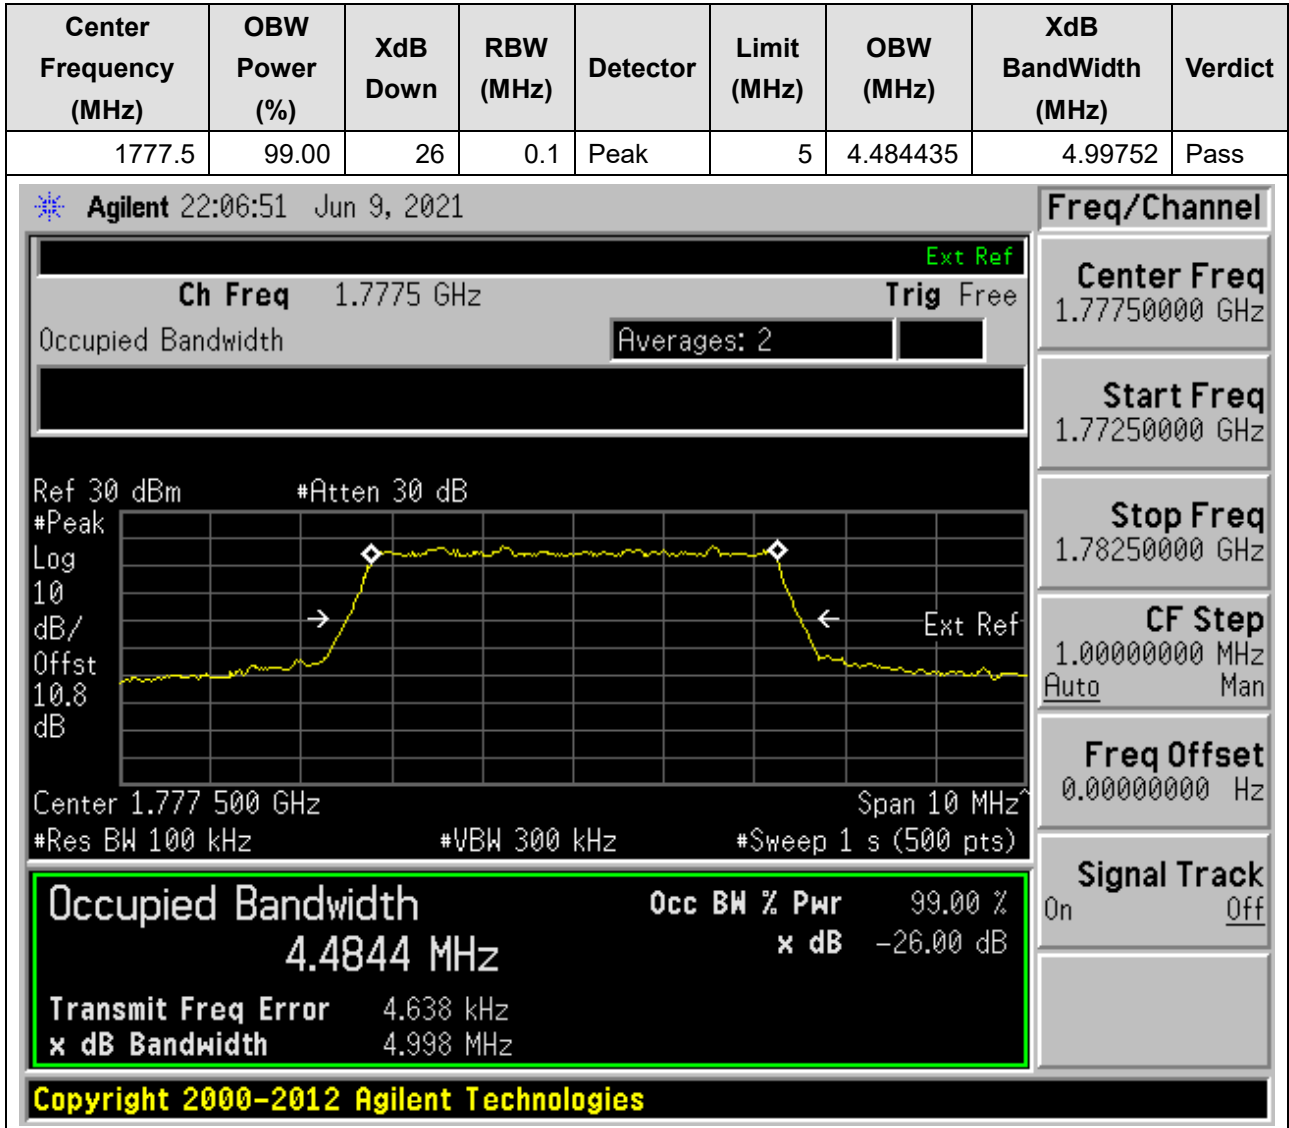 Center Frequency (MHz) OBW Power (%) XdB Down RBW (MHz) Detector Limit (MHz) OBW (MHz) XdB BandWidth (MHz) Verdict
1777.5 99.00 26 0.1 Peak 5 4.484435 4.99752 Pass
Agilent 22:06:51 Jun 9, 2021
Freq/Channel
Ext Ref
Ch Freq 1.7775 GHz Trig Free
Occupied Bandwidth Averages: 2
Center Freq
1.77750000 GHz
Start Freq
1.77250000 GHz
Stop Freq
1.78250000 GHz
CF Step
1.00000000 MHz
Auto Man
Freq Offset
0.00000000 Hz
Signal Track
On Off
Ref 30 dBm #Atten 30 dB
#Peak
Log
10
dB/
Offst
10.8
dB
Ext Ref
Center 1.777 500 GHz Span 10 MHz^
#Res BW 100 kHz #VBW 300 kHz #Sweep 1 s (500 pts)
Occupied Bandwidth Occ BW % Pwr 99.00 %
4.4844 MHz x dB -26.00 dB
Transmit Freq Error 4.638 kHz
x dB Bandwidth 4.998 MHz
Copyright 2000-2012 Agilent Technologies